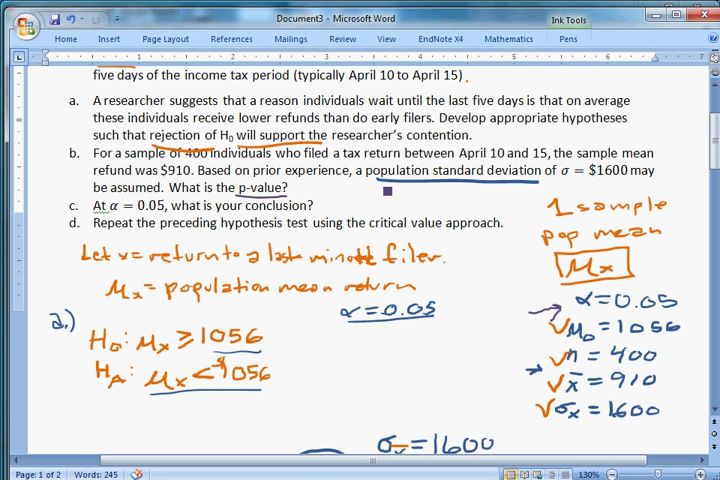 Document3 - Microsoft Word
Ink Tools
Home Insert Page Layout References Mailings Review View EndNote X4 Mathematics Pens
five days of the income tax period (typically April 10 to April 15).
a. A researcher suggests that a reason individuals wait until the last five days is that on average
these individuals receive lower refunds than do early filers. Develop appropriate hypotheses
such that rejection of H₀ will support the researcher's contention.
b. For a sample of 400 individuals who filed a tax return between April 10 and 15, the sample mean
refund was $910. Based on prior experience, a population standard deviation of σ = $1600 may
be assumed. What is the p-value?
c. At α = 0.05, what is your conclusion?
d. Repeat the preceding hypothesis test using the critical value approach.
1 sample
pop mean
μx
Let x = return to a last minute filer.
μx = population mean return
α = 0.05
a.)
H₀: μx ≥ 1056
HA: μx < 1056
α = 0.05
√ μ₀ = 1056
√ n = 400
√ x̄ = 910
√ σx = 1600
σx = 1600
Page: 1 of 2 Words: 245 130%